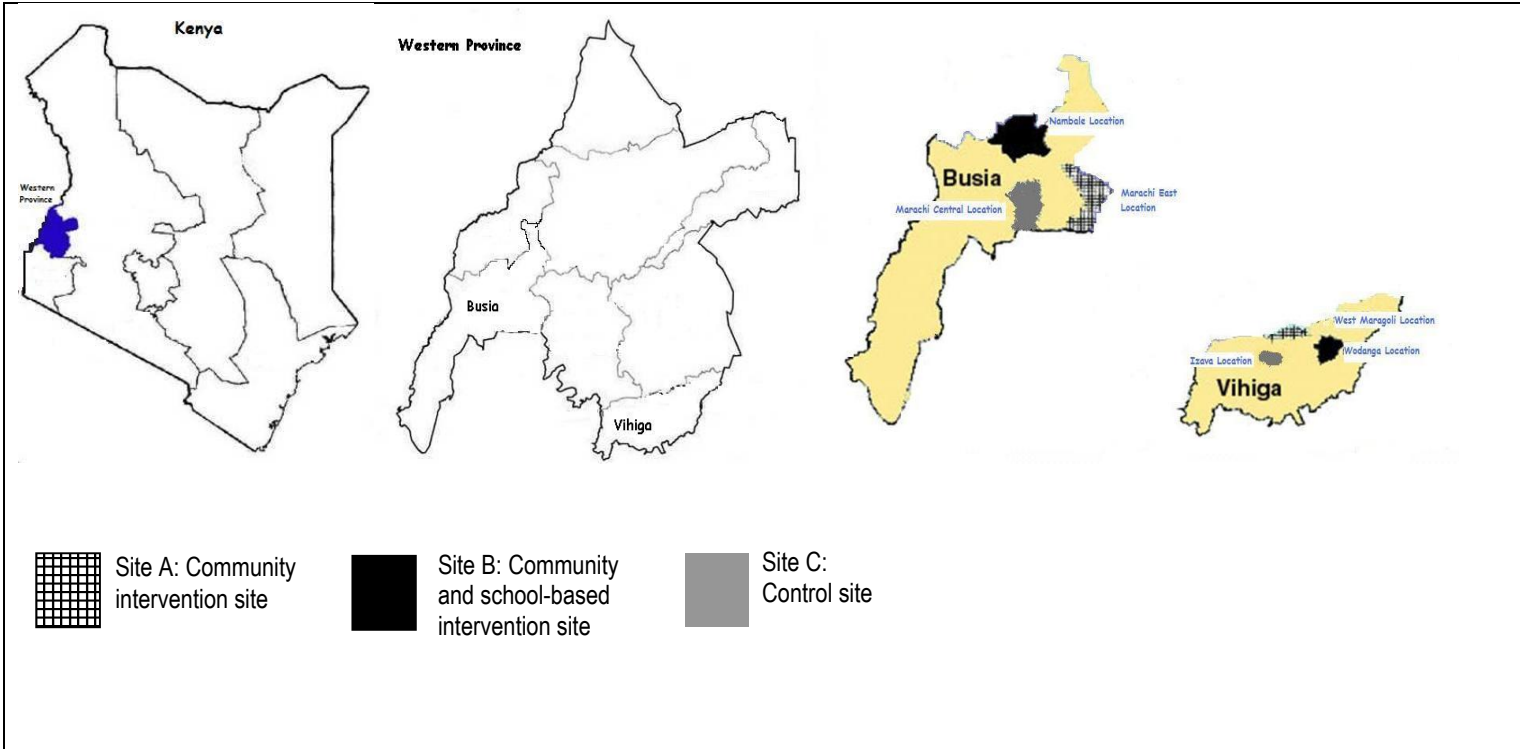 Kenya
Western
Province
Western Province
Busia
Vihiga
Nambale Location
Busia
Marachi East
Location
Marachi Central Location
West Maragoli Location
Wodanga Location
Izava Location
Vihiga
Site A: Community
intervention site
Site B: Community
and school-based
intervention site
Site C:
Control site